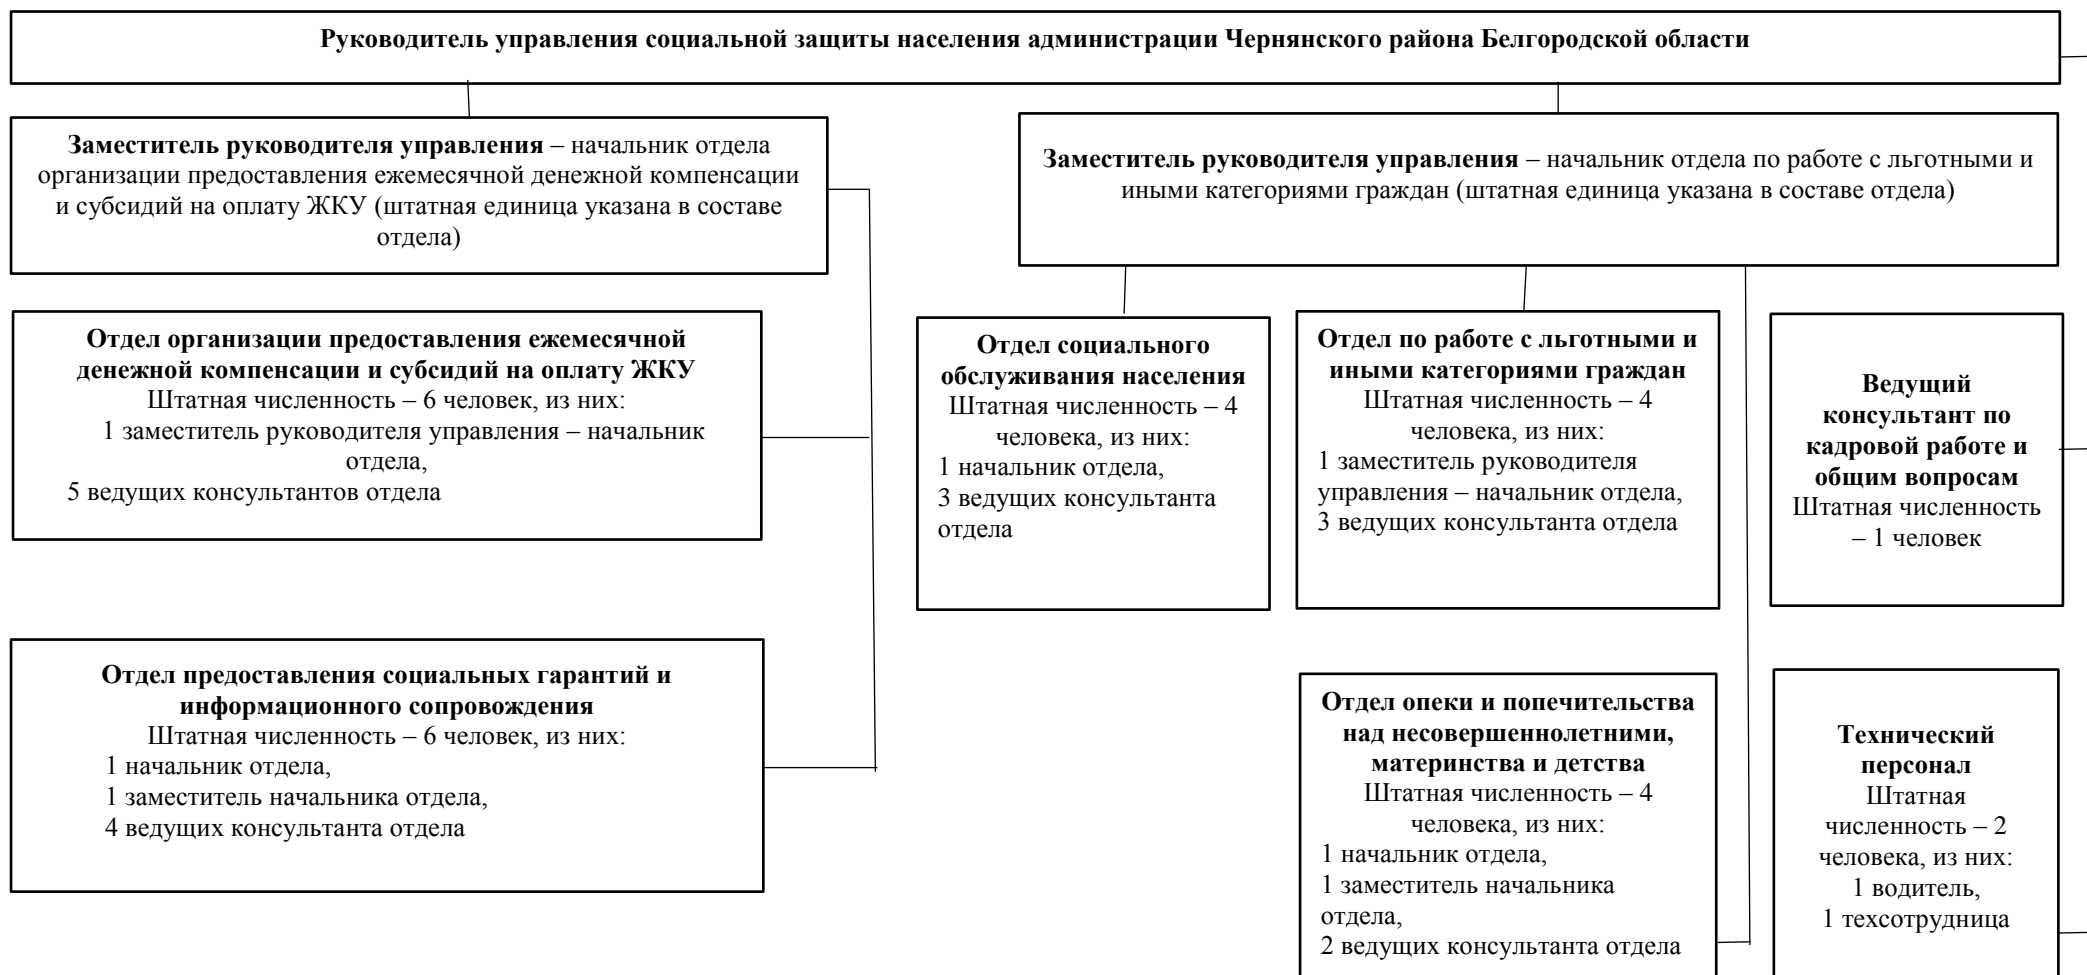 Руководитель управления социальной защиты населения администрации Чернянского района Белгородской области
Заместитель руководителя управления – начальник отдела
организации предоставления ежемесячной денежной компенсации
и субсидий на оплату ЖКУ (штатная единица указана в составе
отдела)
Заместитель руководителя управления – начальник отдела по работе с льготными и
иными категориями граждан (штатная единица указана в составе отдела)
Отдел организации предоставления ежемесячной
денежной компенсации и субсидий на оплату ЖКУ
Штатная численность – 6 человек, из них:
1 заместитель руководителя управления – начальник
отдела,
5 ведущих консультантов отдела
Отдел социального
обслуживания населения
Штатная численность – 4
человека, из них:
1 начальник отдела,
3 ведущих консультанта
отдела
Отдел по работе с льготными и
иными категориями граждан
Штатная численность – 4
человека, из них:
1 заместитель руководителя
управления – начальник отдела,
3 ведущих консультанта отдела
Ведущий
консультант по
кадровой работе и
общим вопросам
Штатная численность
– 1 человек
Отдел предоставления социальных гарантий и
информационного сопровождения
Штатная численность – 6 человек, из них:
1 начальник отдела,
1 заместитель начальника отдела,
4 ведущих консультанта отдела
Отдел опеки и попечительства
над несовершеннолетними,
материнства и детства
Штатная численность – 4
человека, из них:
1 начальник отдела,
1 заместитель начальника
отдела,
2 ведущих консультанта отдела
Технический
персонал
Штатная
численность – 2
человека, из них:
1 водитель,
1 техсотрудница